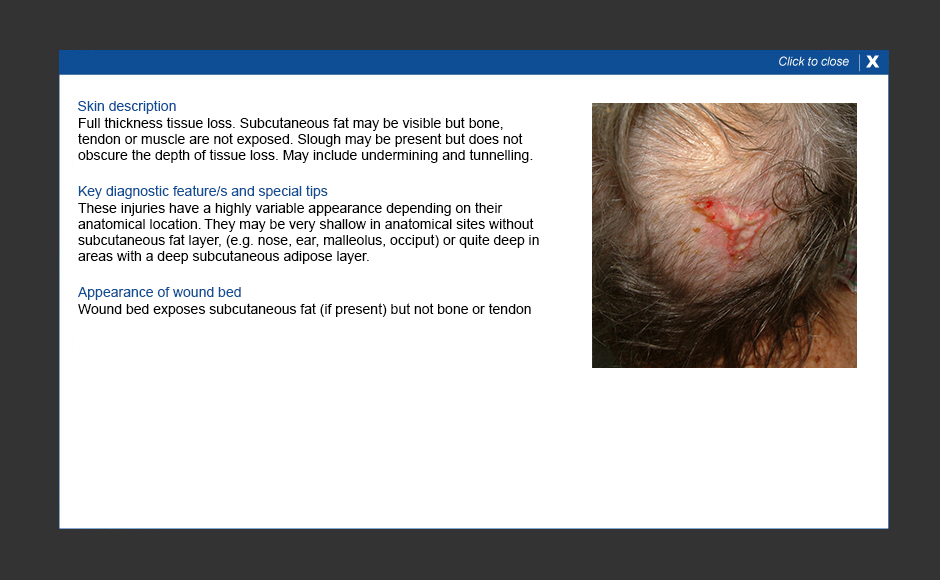 Click to close | X
Skin description
Full thickness tissue loss. Subcutaneous fat may be visible but bone,
tendon or muscle are not exposed. Slough may be present but does not
obscure the depth of tissue loss. May include undermining and tunnelling.
Key diagnostic feature/s and special tips
These injuries have a highly variable appearance depending on their
anatomical location. They may be very shallow in anatomical sites without
subcutaneous fat layer, (e.g. nose, ear, malleolus, occiput) or quite deep in
areas with a deep subcutaneous adipose layer.
Appearance of wound bed
Wound bed exposes subcutaneous fat (if present) but not bone or tendon